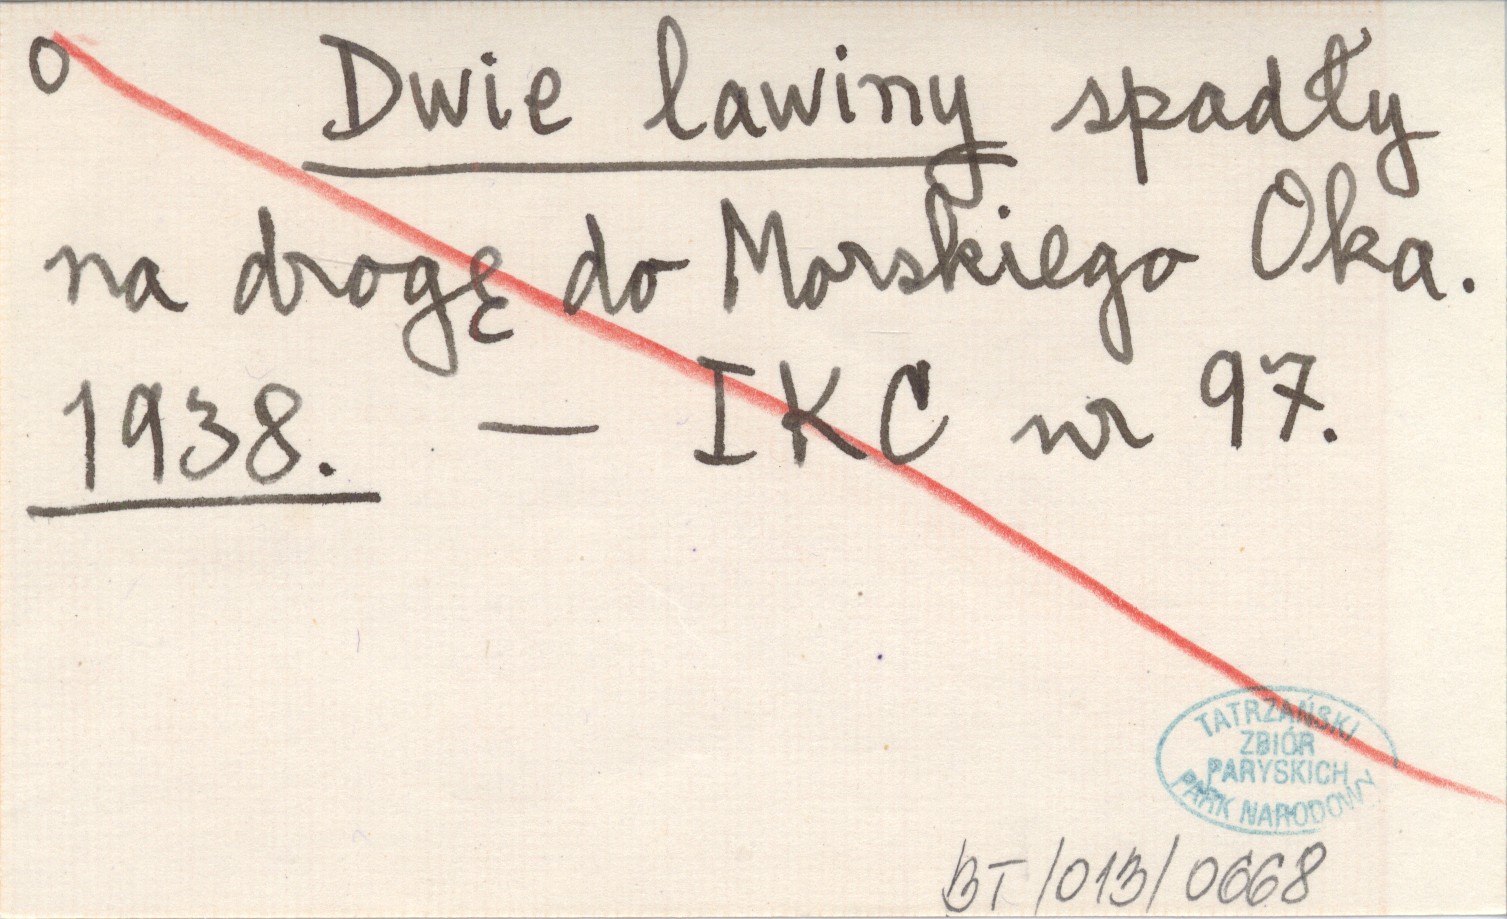 o Dwie lawiny spadły
na drogę do Morskiego Oka.
1938. — IKC nr 97.
TATRZAŃSKI
ZBIÓR
PARYSKICH
PARK NARODOWY
BT/013/0668